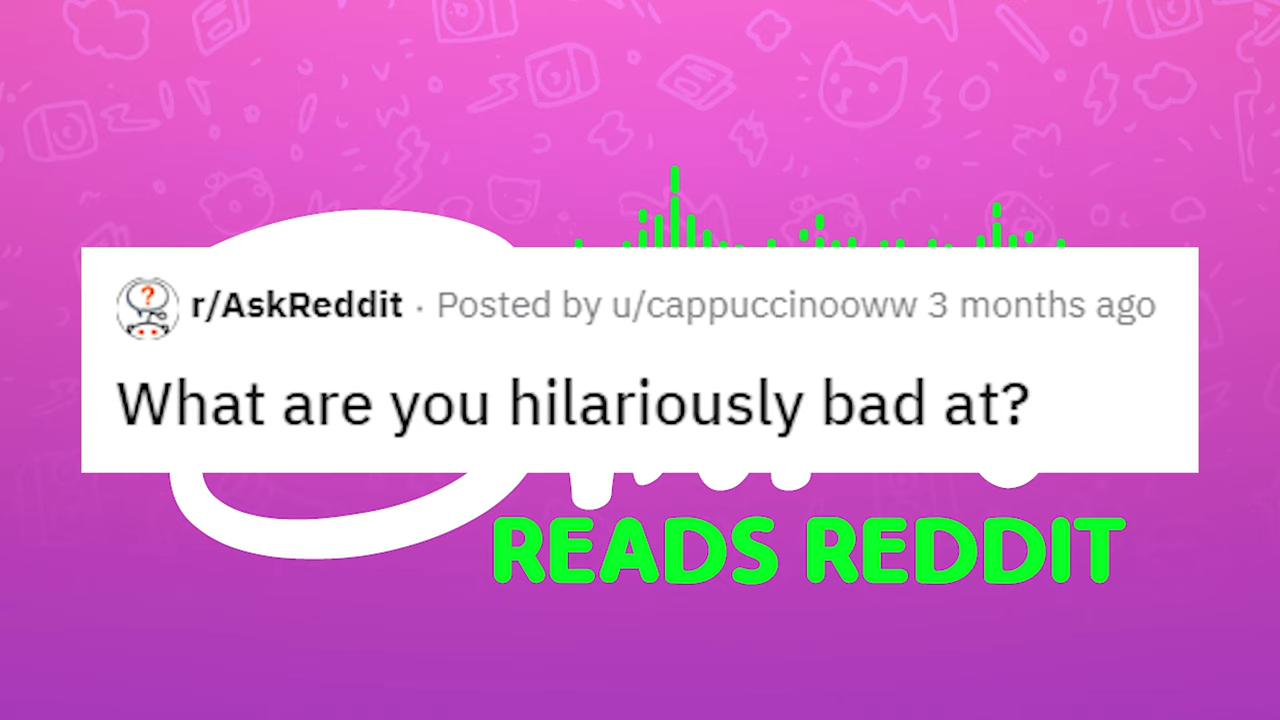 r/AskReddit · Posted by u/cappuccinooww 3 months ago
What are you hilariously bad at?
READS REDDIT